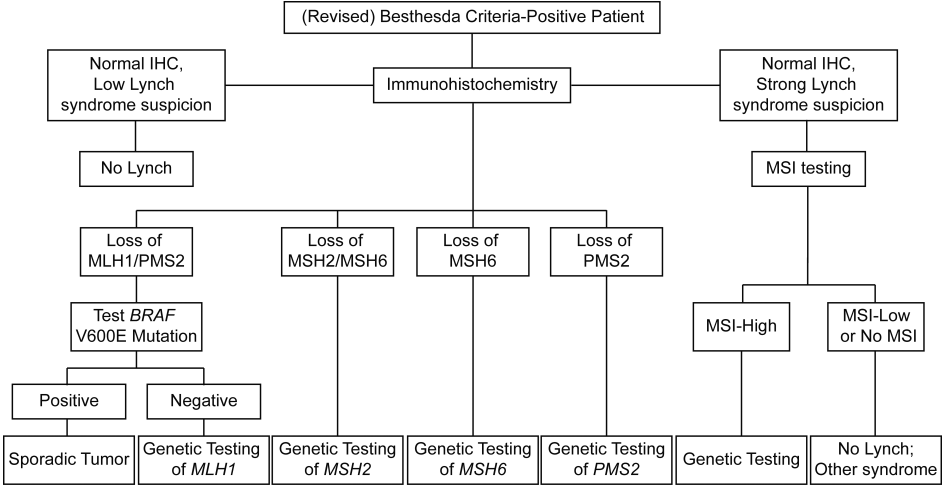 (Revised) Besthesda Criteria-Positive Patient
Normal IHC,
Low Lynch
syndrome suspicion
Immunohistochemistry
Normal IHC,
Strong Lynch
syndrome suspicion
No Lynch
MSI testing
Loss of
MLH1/PMS2
Loss of
MSH2/MSH6
Loss of
MSH6
Loss of
PMS2
Test BRAF
V600E Mutation
MSI-High
MSI-Low
or No MSI
Positive
Negative
Sporadic Tumor
Genetic Testing
of MLH1
Genetic Testing
of MSH2
Genetic Testing
of MSH6
Genetic Testing
of PMS2
Genetic Testing
No Lynch;
Other syndrome